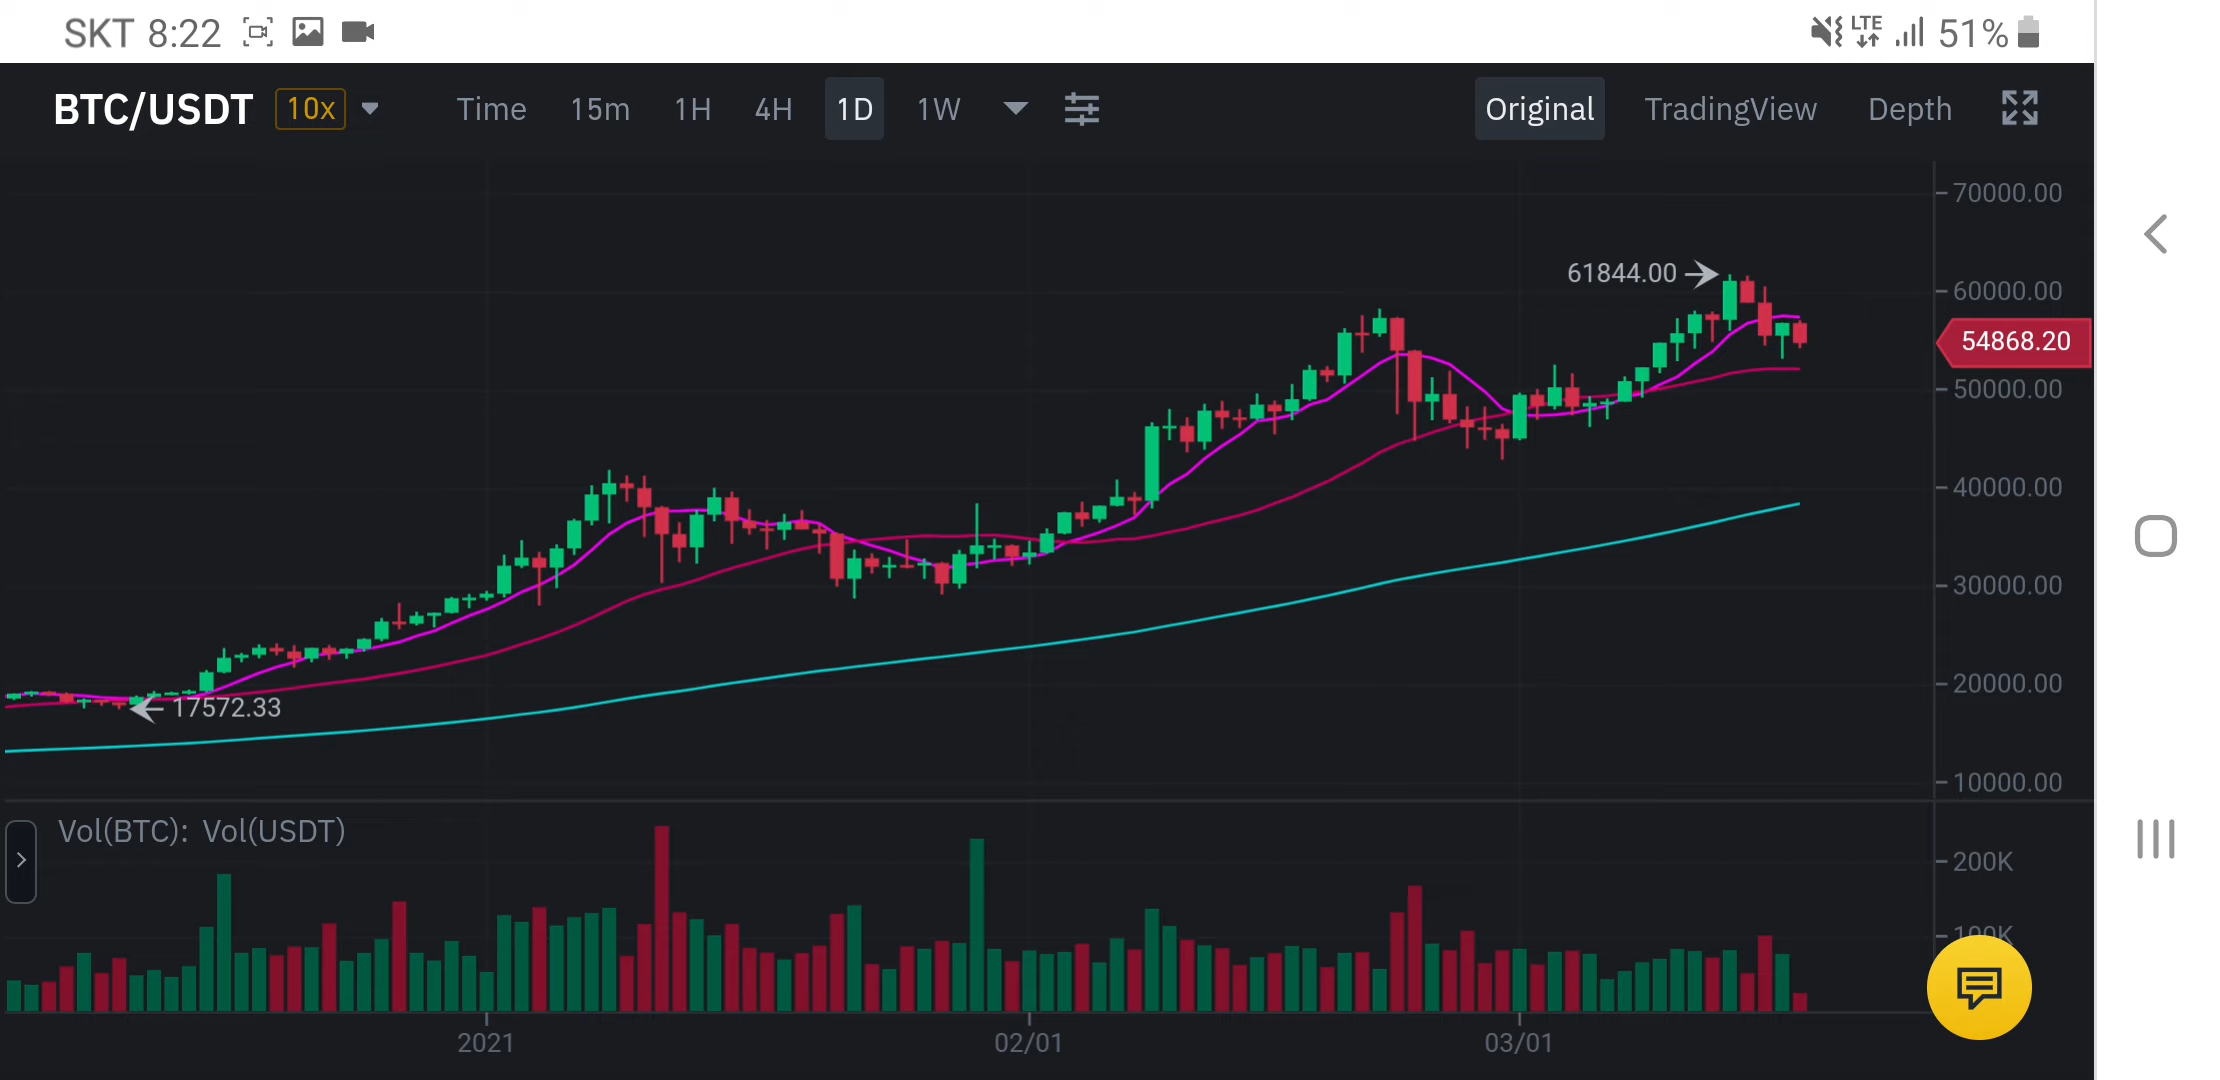 SKT 8:22
LTE 51%
BTC/USDT 10x Time 15m 1H 4H 1D 1W Original TradingView Depth
70000.00
61844.00
60000.00
54868.20
50000.00
40000.00
30000.00
20000.00
17572.33
10000.00
Vol(BTC): Vol(USDT)
200K
100K
2021 02/01 03/01